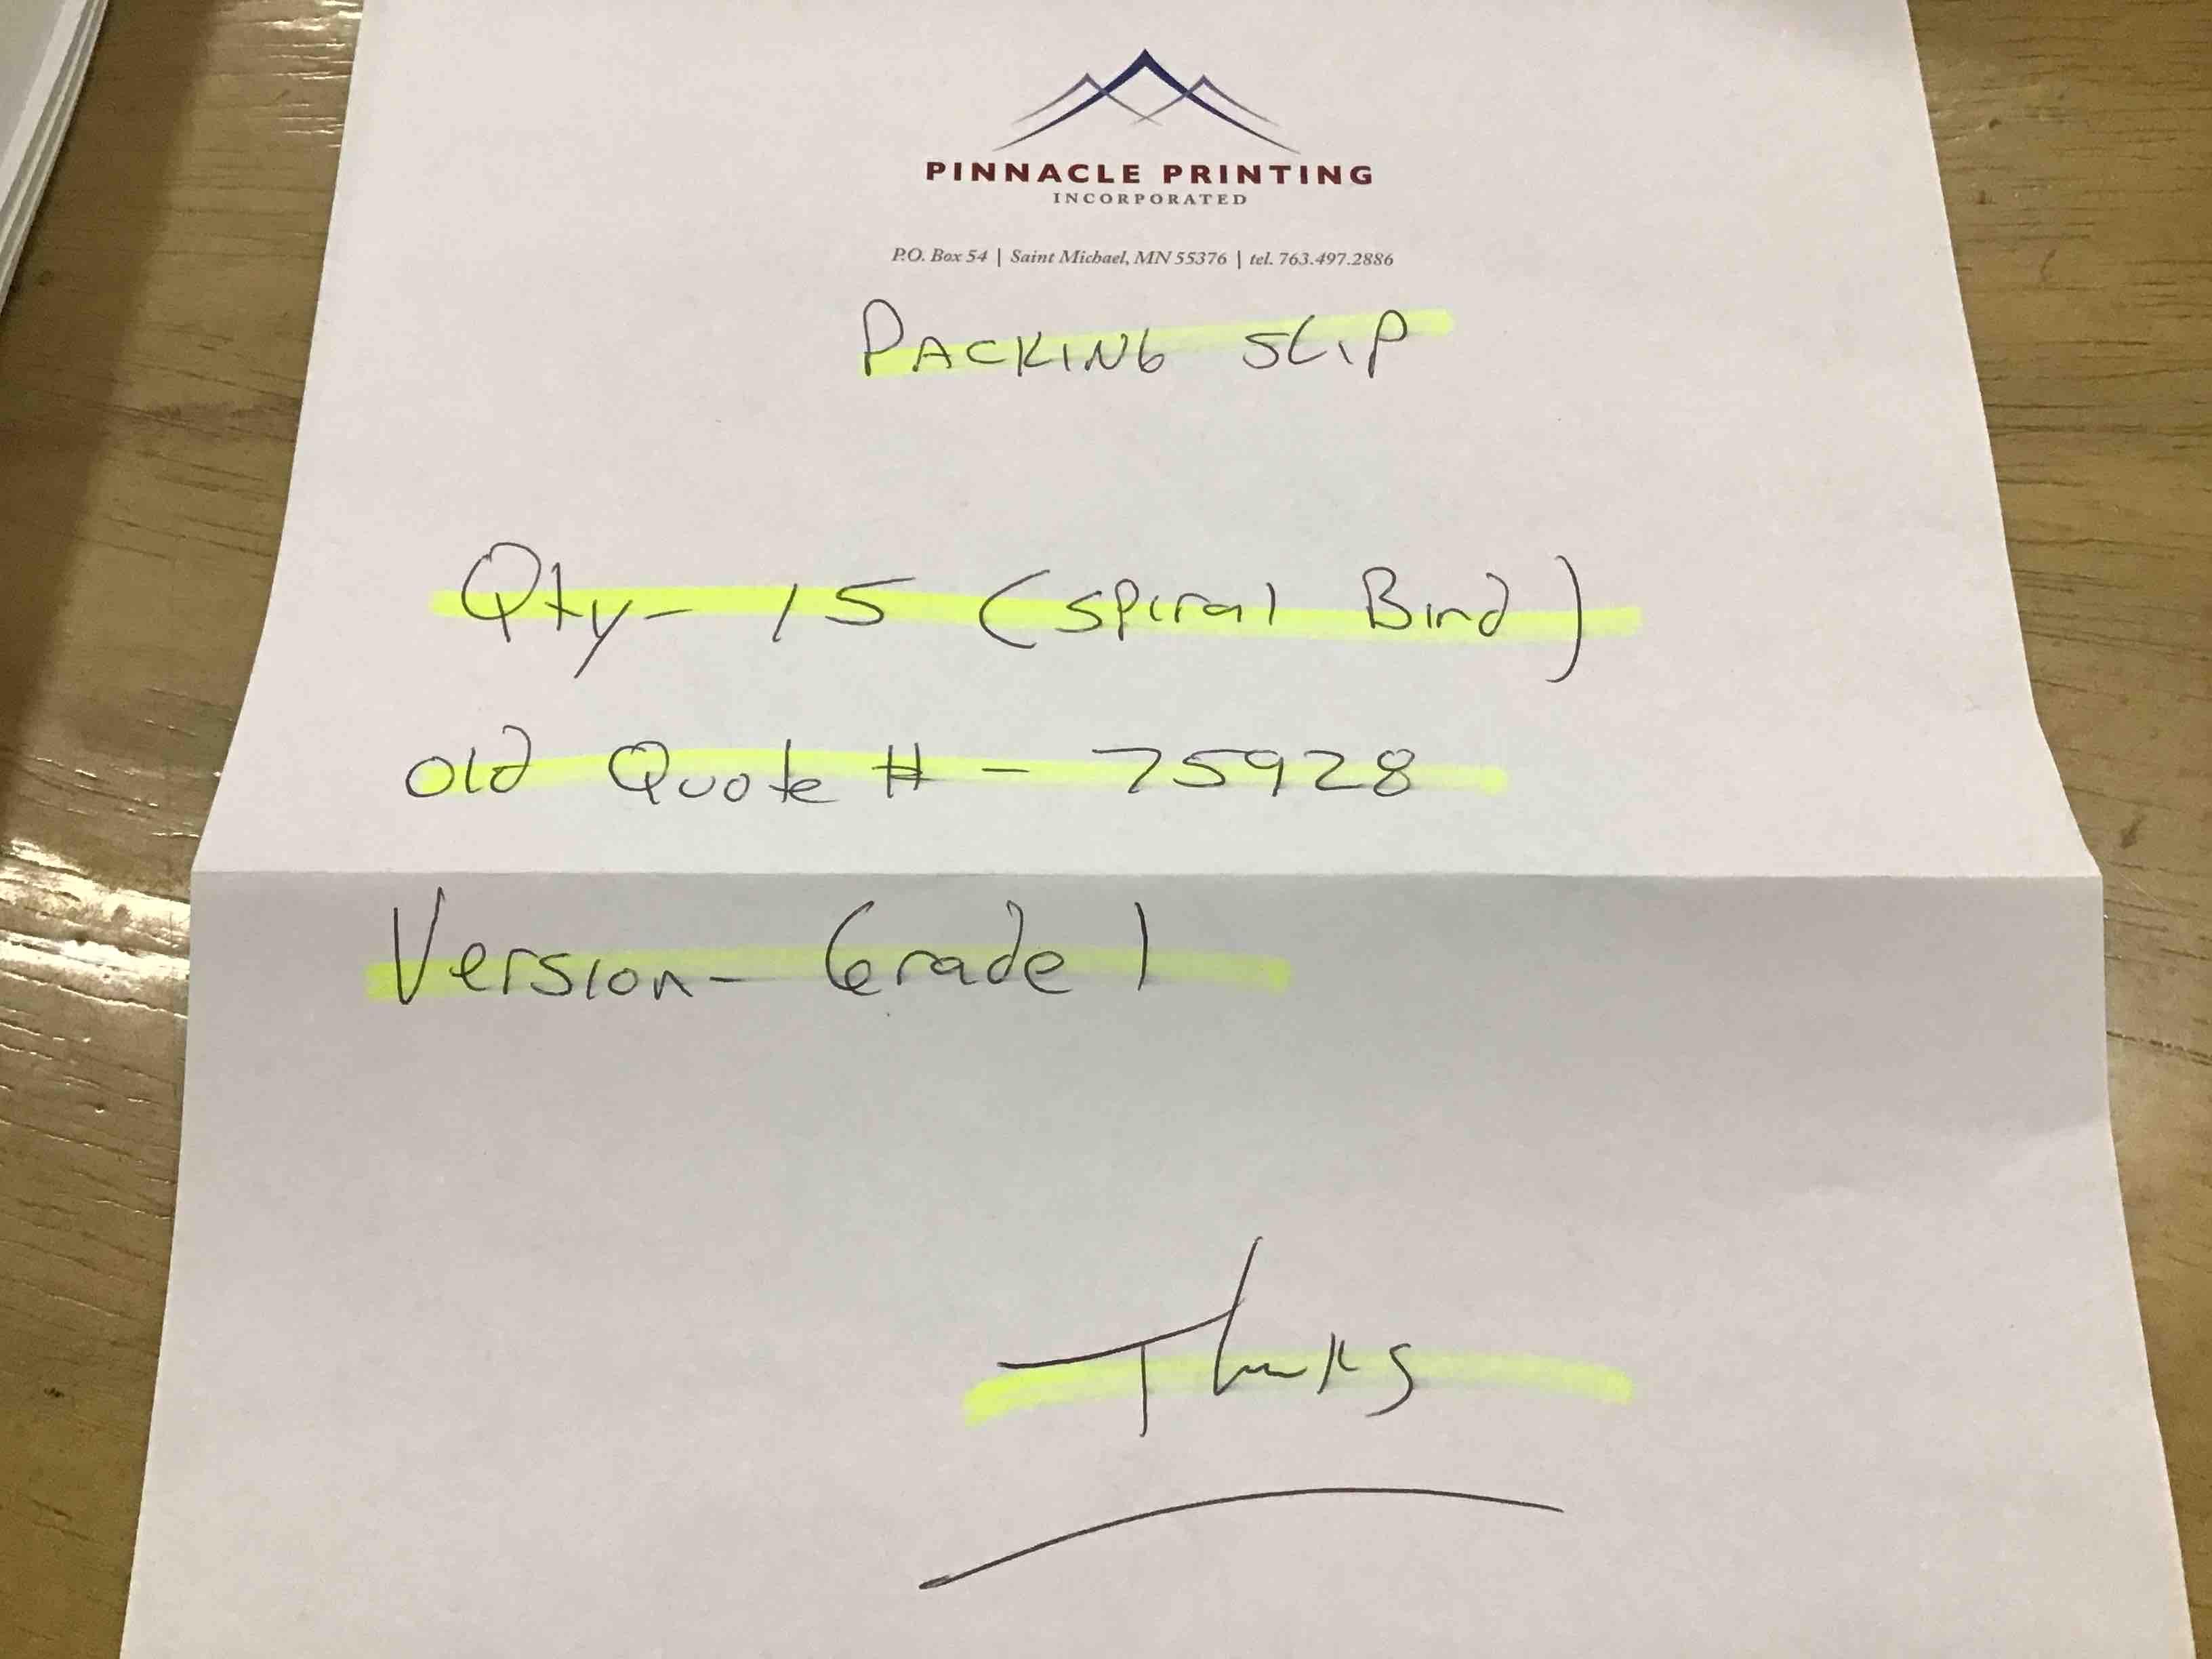 PINNACLE PRINTING
INCORPORATED
P.O. Box 54 | Saint Michael, MN 55376 | tel. 763.497.2886
PACKING SLIP
Qty- 15 (Spiral Bind)
old Quote # - 75928
Version- Grade 1
Thanks